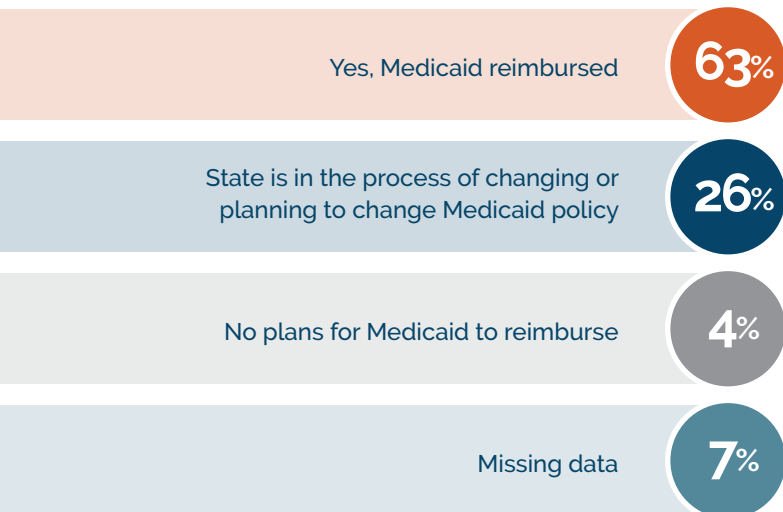 Yes, Medicaid reimbursed
63%
State is in the process of changing or
planning to change Medicaid policy
26%
No plans for Medicaid to reimburse
4%
Missing data
7%